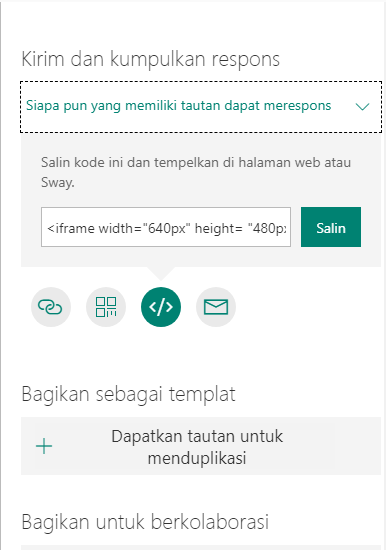 Kirim dan kumpulkan respons
Siapa pun yang memiliki tautan dapat merespons
Salin kode ini dan tempelkan di halaman web atau
Sway.
<iframe width="640px" height= "480px
Salin
</>
Bagikan sebagai templat
+ Dapatkan tautan untuk
menduplikasi
Bagikan untuk berkolaborasi